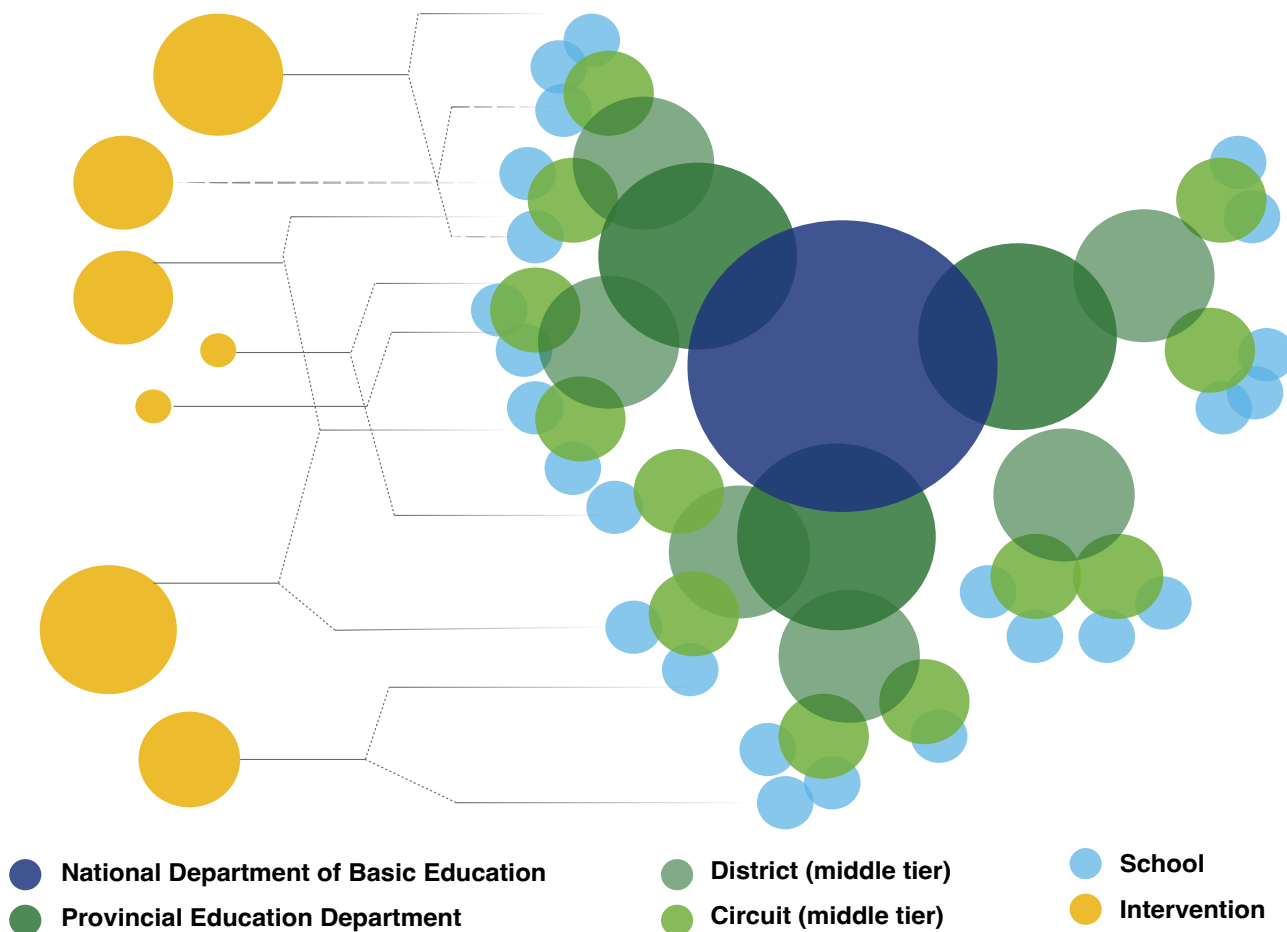 National Department of Basic Education
Provincial Education Department
District (middle tier)
Circuit (middle tier)
School
Intervention